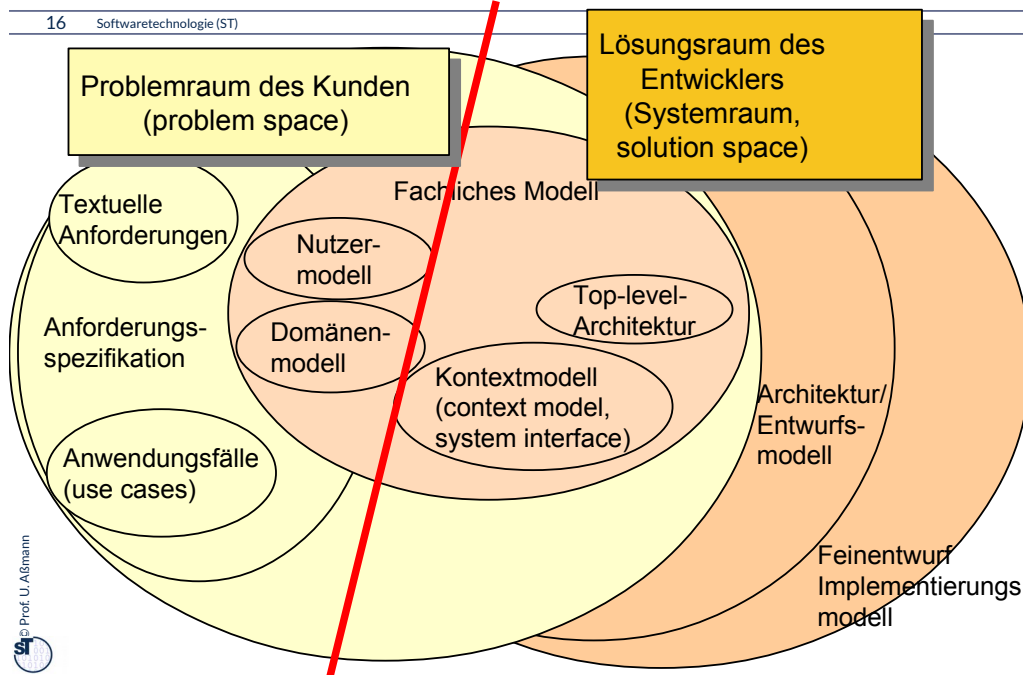 16 Softwaretechnologie (ST)
Problemraum des Kunden
(problem space)
Lösungsraum des
Entwicklers
(Systemraum,
solution space)
Fachliches Modell
Textuelle
Anforderungen
Nutzer-
modell
Top-level-
Architektur
Anforderungs-
spezifikation
Domänen-
modell
Kontextmodell
(context model,
system interface)
Architektur/
Entwurfs-
modell
Anwendungsfälle
(use cases)
Feinentwurf
Implementierungs
modell
© Prof. U. Aßmann
ST